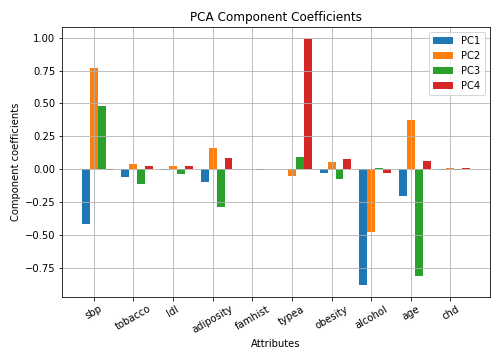 PCA Component Coefficients
PC1
PC2
PC3
PC4
1.00
0.75
0.50
0.25
0.00
−0.25
−0.50
−0.75
Component coefficients
sbp
tobacco
ldl
adiposity
famhist
typea
obesity
alcohol
age
chd
Attributes